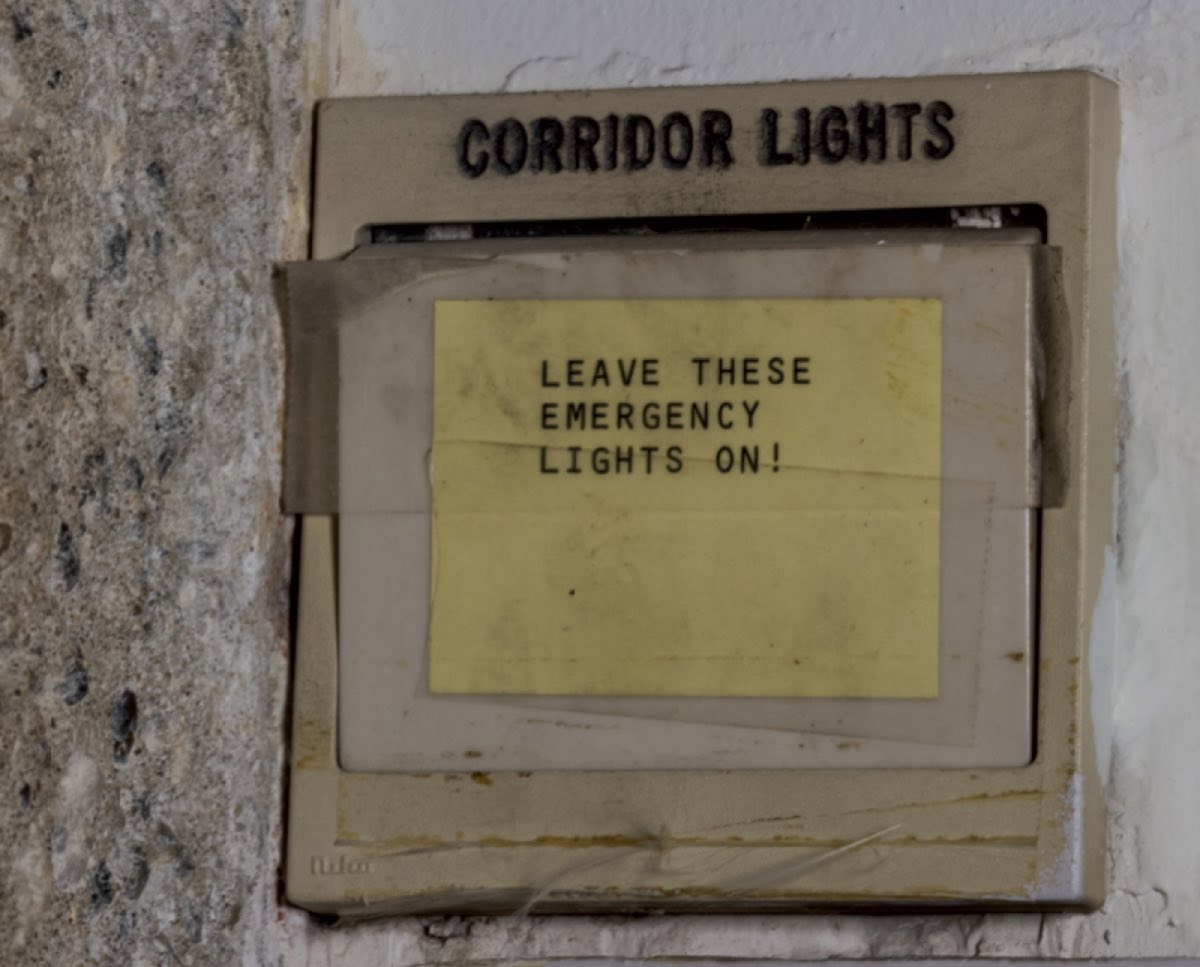 CORRIDOR LIGHTS
LEAVE THESE
EMERGENCY
LIGHTS ON!